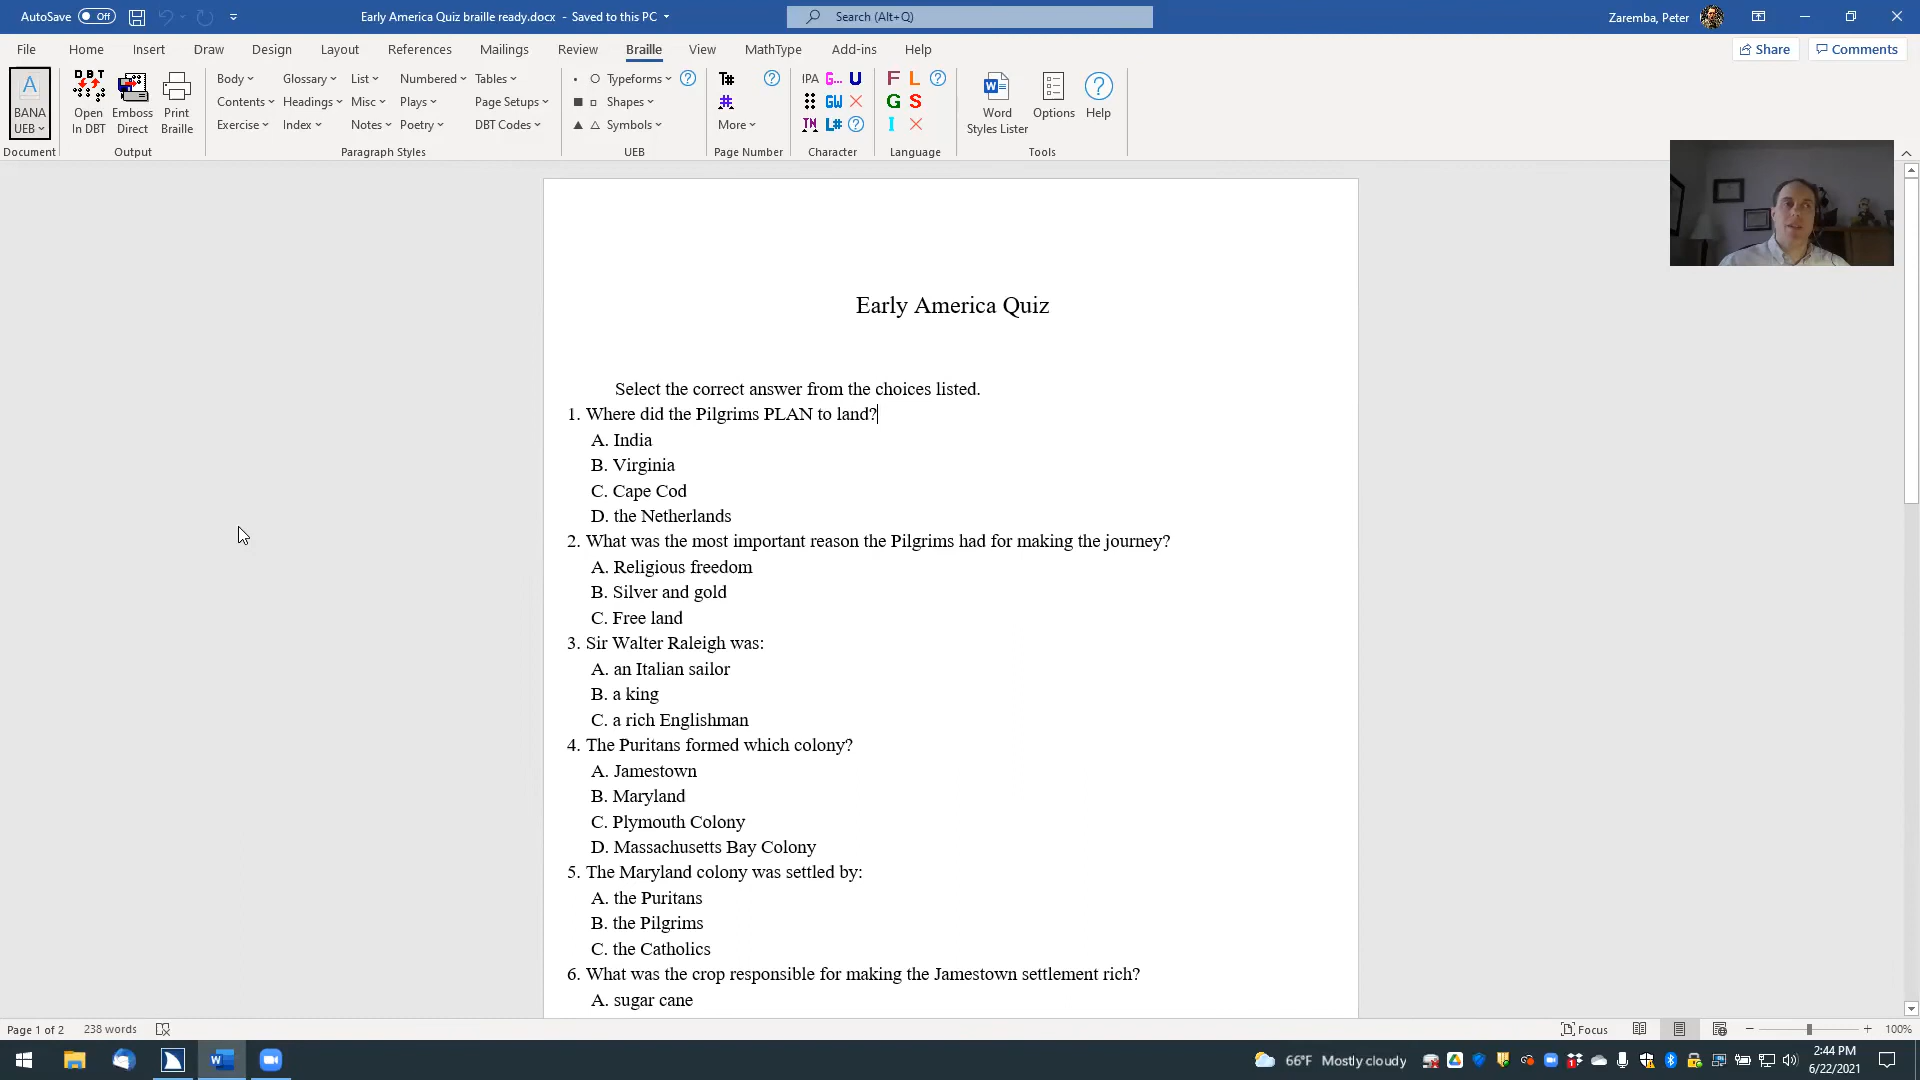 AutoSave Off Early America Quiz braille ready.docx - Saved to this PC Search (Alt+Q) Zaremba, Peter
File Home Insert Draw Design Layout References Mailings Review Braille View MathType Add-ins Help Share Comments
Body Glossary List Numbered Tables Typeforms T# IPA G... U F L
Contents Headings Misc Plays Page Setups Shapes # GW G S
Exercise Index Notes Poetry DBT Codes Symbols More TN L# I
A BANA UEB DBT Open In DBT Emboss Direct Print Braille Word Styles Lister Options Help
Document Output Paragraph Styles UEB Page Number Character Language Tools
Early America Quiz
Select the correct answer from the choices listed.
1. Where did the Pilgrims PLAN to land?
A. India
B. Virginia
C. Cape Cod
D. the Netherlands
2. What was the most important reason the Pilgrims had for making the journey?
A. Religious freedom
B. Silver and gold
C. Free land
3. Sir Walter Raleigh was:
A. an Italian sailor
B. a king
C. a rich Englishman
4. The Puritans formed which colony?
A. Jamestown
B. Maryland
C. Plymouth Colony
D. Massachusetts Bay Colony
5. The Maryland colony was settled by:
A. the Puritans
B. the Pilgrims
C. the Catholics
6. What was the crop responsible for making the Jamestown settlement rich?
A. sugar cane
Page 1 of 2 238 words Focus 100%
66°F Mostly cloudy 2:44 PM
6/22/2021